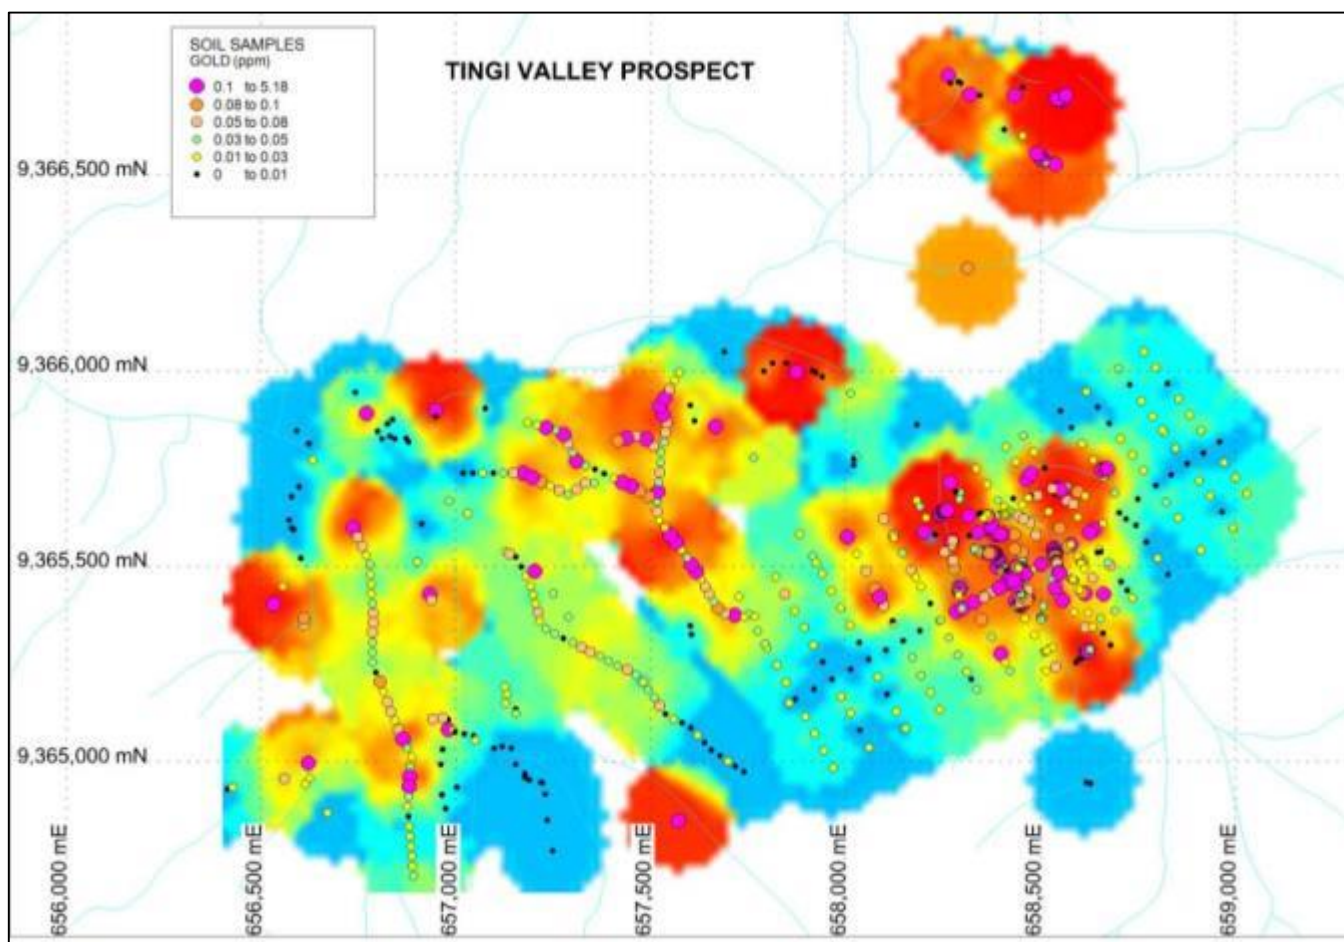 SOIL SAMPLES
GOLD (ppm)
0.1 to 5.18
0.08 to 0.1
0.05 to 0.08
0.03 to 0.05
0.01 to 0.03
0 to 0.01
TINGI VALLEY PROSPECT
9,366,500 mN
9,366,000 mN
9,365,500 mN
9,365,000 mN
656,000 mE
656,500 mE
657,000 mE
657,500 mE
658,000 mE
658,500 mE
659,000 mE